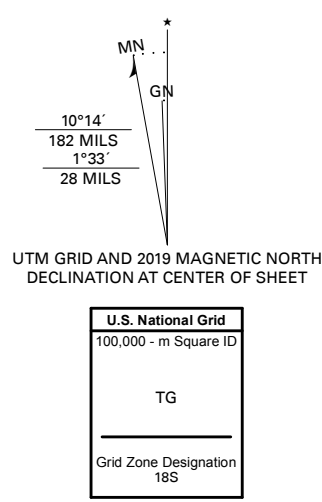 MN
GN
10°14´
182 MILS
1°33´
28 MILS
UTM GRID AND 2019 MAGNETIC NORTH
DECLINATION AT CENTER OF SHEET
U.S. National Grid
100,000 - m Square ID
TG
Grid Zone Designation
18S